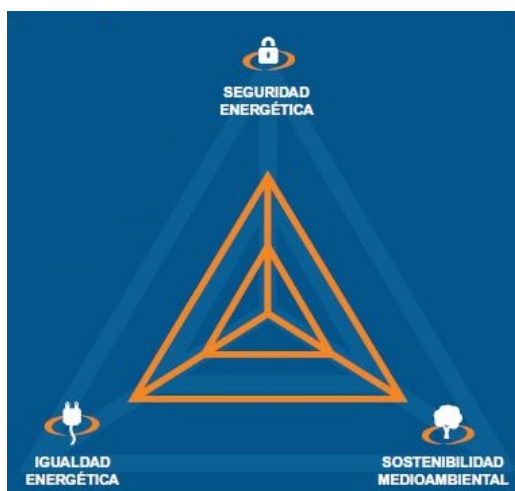 SEGURIDAD
ENERGÉTICA
IGUALDAD
ENERGÉTICA
SOSTENIBILIDAD
MEDIOAMBIENTAL